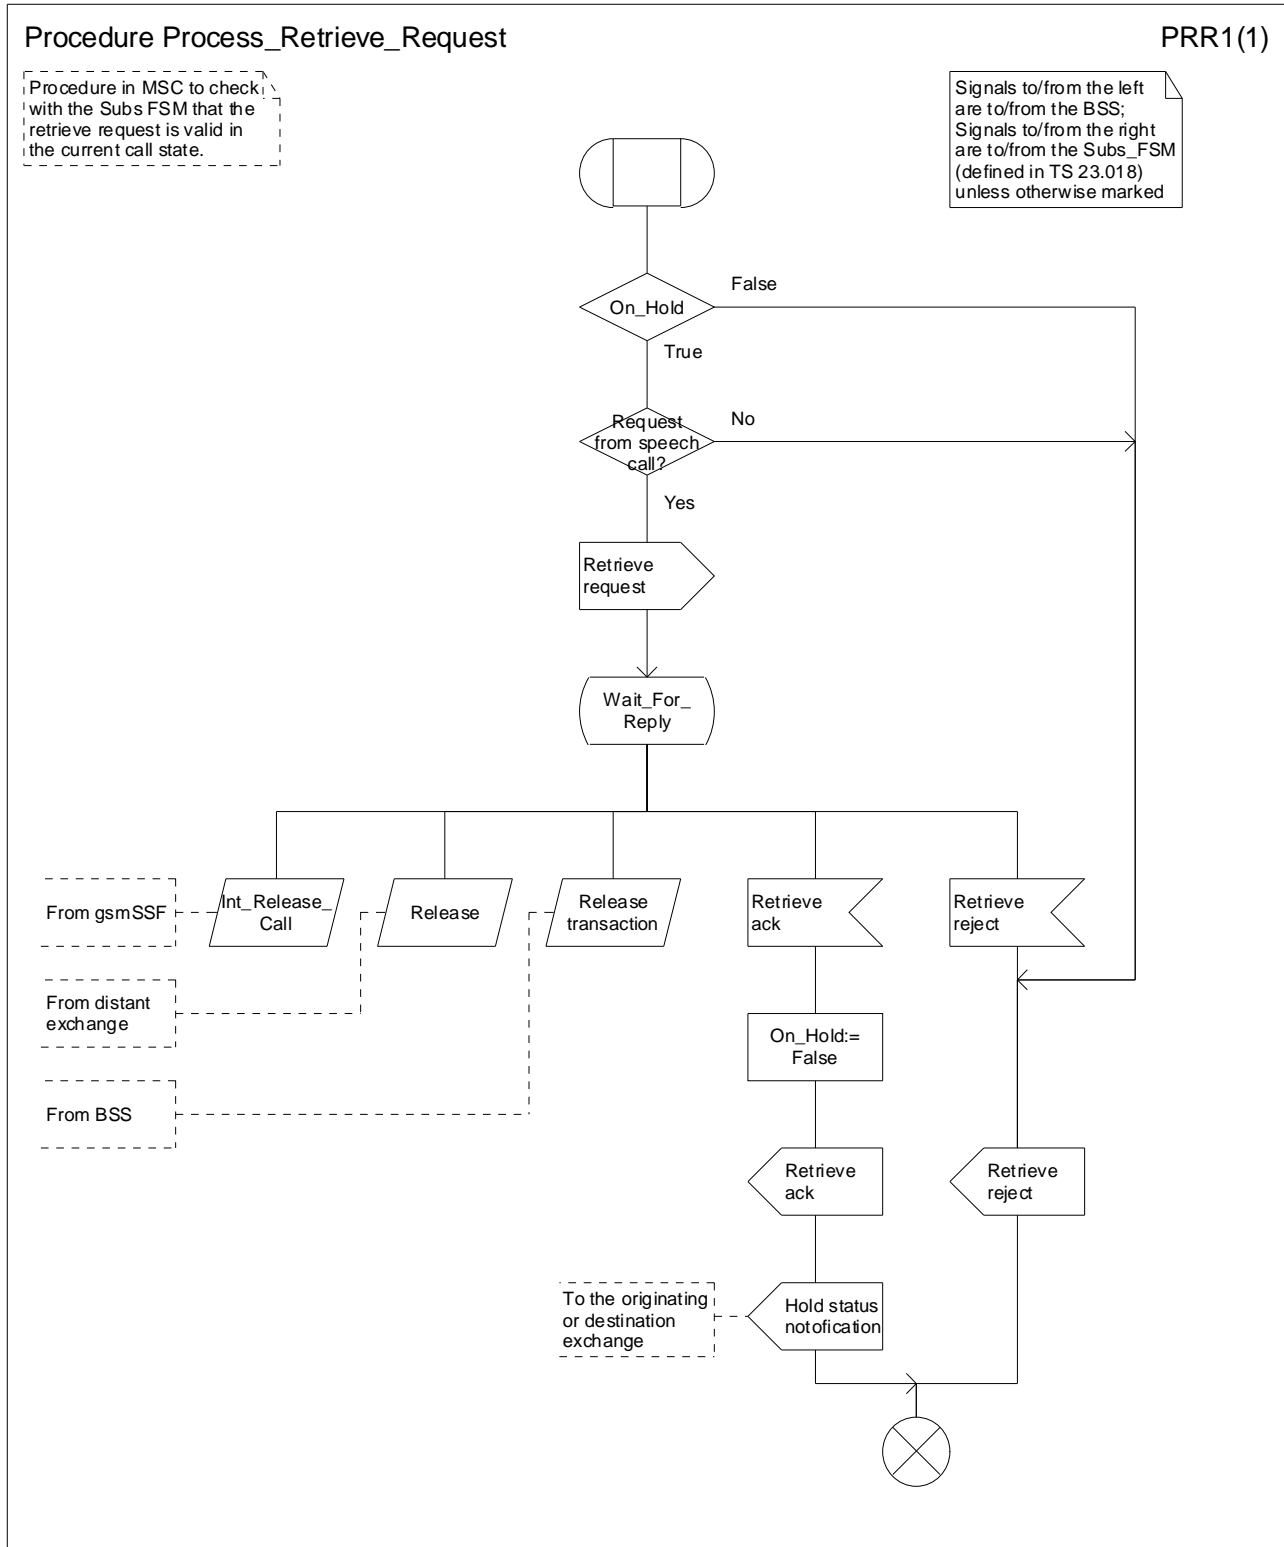 Procedure Process_Retrieve_Request
PRR1(1)
Procedure in MSC to check
with the Subs FSM that the
retrieve request is valid in
the current call state.
Signals to/from the left
are to/from the BSS;
Signals to/from the right
are to/from the Subs_FSM
(defined in TS 23.018)
unless otherwise marked
On_Hold
False
True
Request
from speech
call?
No
Yes
Retrieve
request
Wait_For_
Reply
From gsmSSF
Int_Release_
Call
Release
Release
transaction
Retrieve
ack
Retrieve
reject
From distant
exchange
On_Hold:=
False
From BSS
Retrieve
ack
Retrieve
reject
To the originating
or destination
exchange
Hold status
notofication